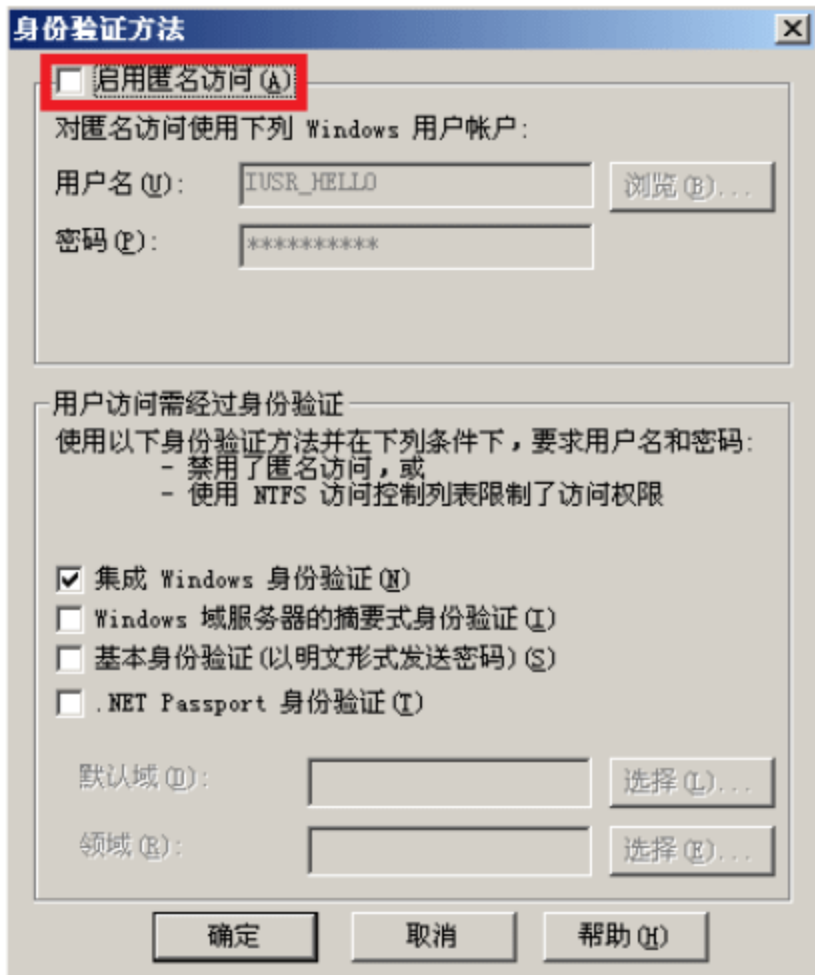 身份验证方法
启用匿名访问(A)
对匿名访问使用下列 Windows 用户帐户:
用户名(U): IUSR_HELLO 浏览(B)...
密码(P): **********
用户访问需经过身份验证
使用以下身份验证方法并在下列条件下，要求用户名和密码:
- 禁用了匿名访问，或
- 使用 NTFS 访问控制列表限制了访问权限
集成 Windows 身份验证(N)
Windows 域服务器的摘要式身份验证(I)
基本身份验证(以明文形式发送密码)(S)
.NET Passport 身份验证(T)
默认域(D): 选择(L)...
领域(R): 选择(E)...
确定 取消 帮助(H)